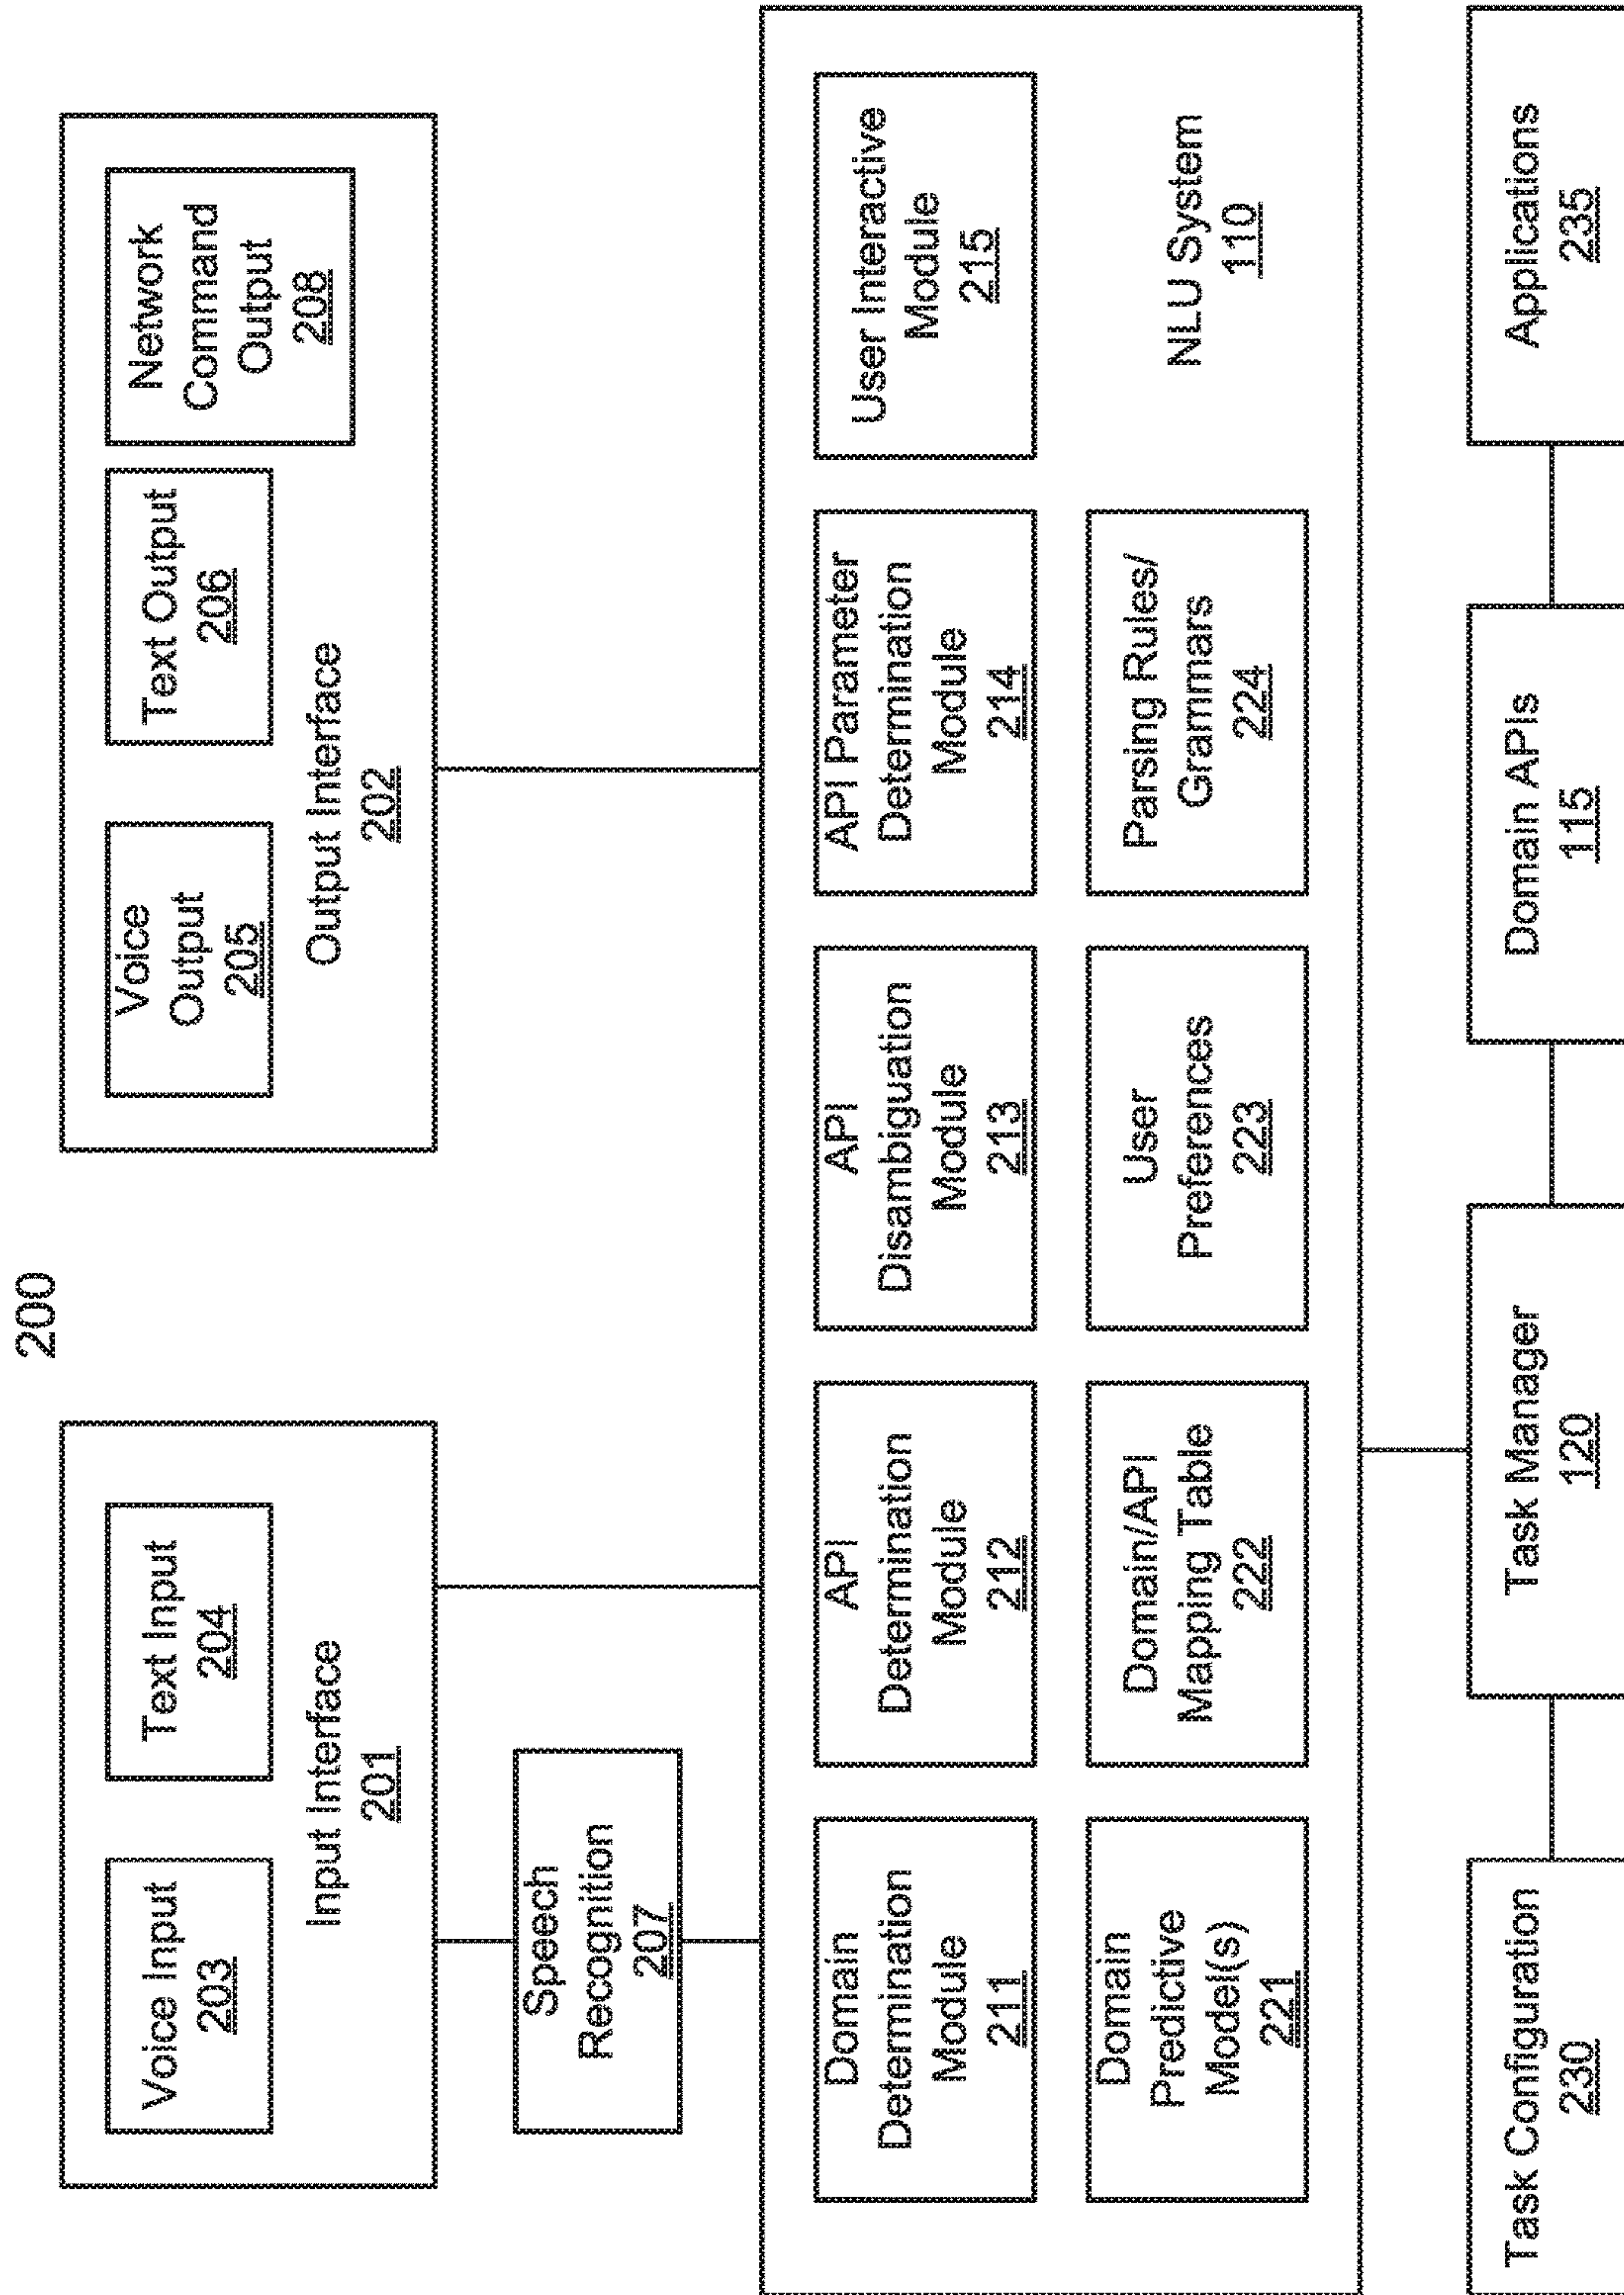 200
Voice Input
203
Text Input
204
Input Interface
201
Voice
Output
205
Text Output
206
Network
Command
Output
208
Output Interface
202
Speech
Recognition
207
Domain
Determination
Module
211
API
Determination
Module
212
API
Disambiguation
Module
213
API Parameter
Determination
Module
214
User Interactive
Module
215
Domain
Predictive
Model(s)
221
Domain/API
Mapping Table
222
User
Preferences
223
Parsing Rules/
Grammars
224
NLU System
110
Task Configuration
230
Task Manager
120
Domain APIs
115
Applications
235